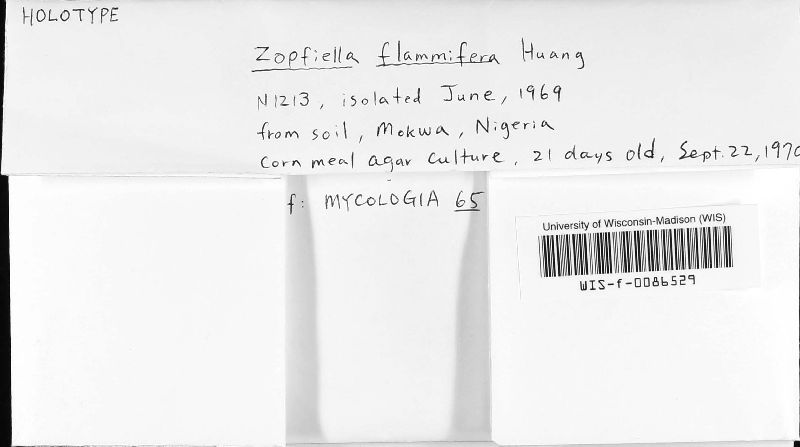 HOLOTYPE
Zopfiella flammifera Huang
N1213, isolated June, 1969
from soil, Mokwa, Nigeria
Corn meal agar culture, 21 days old, Sept. 22, 1970
f: MYCOLOGIA 65
University of Wisconsin-Madison (WIS)
WIS-f-0086529